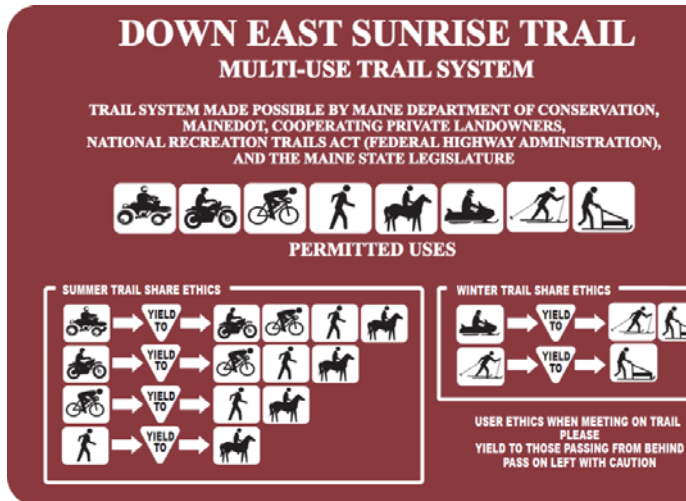 DOWN EAST SUNRISE TRAIL
MULTI-USE TRAIL SYSTEM
TRAIL SYSTEM MADE POSSIBLE BY MAINE DEPARTMENT OF CONSERVATION,
MAINEDOT, COOPERATING PRIVATE LANDOWNERS,
NATIONAL RECREATION TRAILS ACT (FEDERAL HIGHWAY ADMINISTRATION),
AND THE MAINE STATE LEGISLATURE
PERMITTED USES
SUMMER TRAIL SHARE ETHICS
YIELD
TO
YIELD
TO
YIELD
TO
YIELD
TO
WINTER TRAIL SHARE ETHICS
YIELD
TO
YIELD
TO
USER ETHICS WHEN MEETING ON TRAIL
PLEASE
YIELD TO THOSE PASSING FROM BEHIND
PASS ON LEFT WITH CAUTION